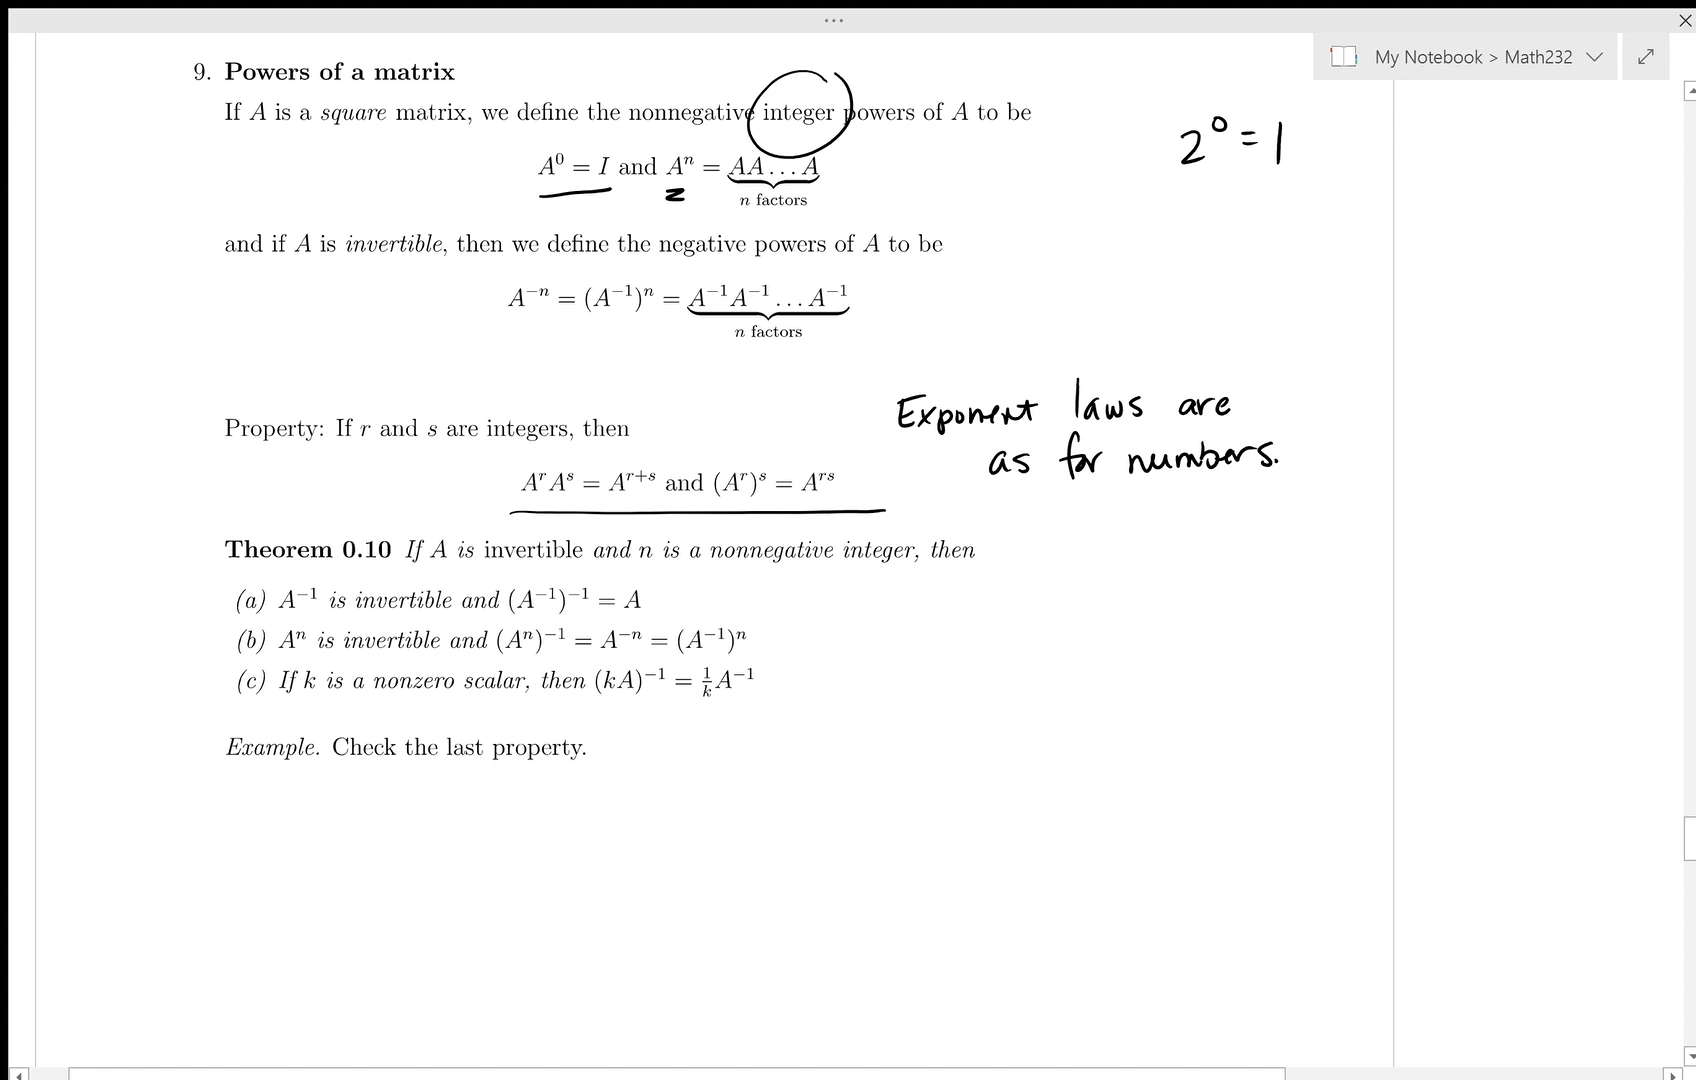 My Notebook > Math232
9. Powers of a matrix
If A is a square matrix, we define the nonnegative integer powers of A to be
2⁰ = 1
A⁰ = I and Aⁿ = AA . . . A
n factors
and if A is invertible, then we define the negative powers of A to be
A⁻ⁿ = (A⁻¹)ⁿ = A⁻¹A⁻¹ . . . A⁻¹
n factors
Exponent laws are
as for numbers.
Property: If r and s are integers, then
AʳAˢ = Aʳ⁺ˢ and (Aʳ)ˢ = Aʳˢ
Theorem 0.10 If A is invertible and n is a nonnegative integer, then
(a) A⁻¹ is invertible and (A⁻¹)⁻¹ = A
(b) Aⁿ is invertible and (Aⁿ)⁻¹ = A⁻ⁿ = (A⁻¹)ⁿ
(c) If k is a nonzero scalar, then (kA)⁻¹ = 1/k A⁻¹
Example. Check the last property.